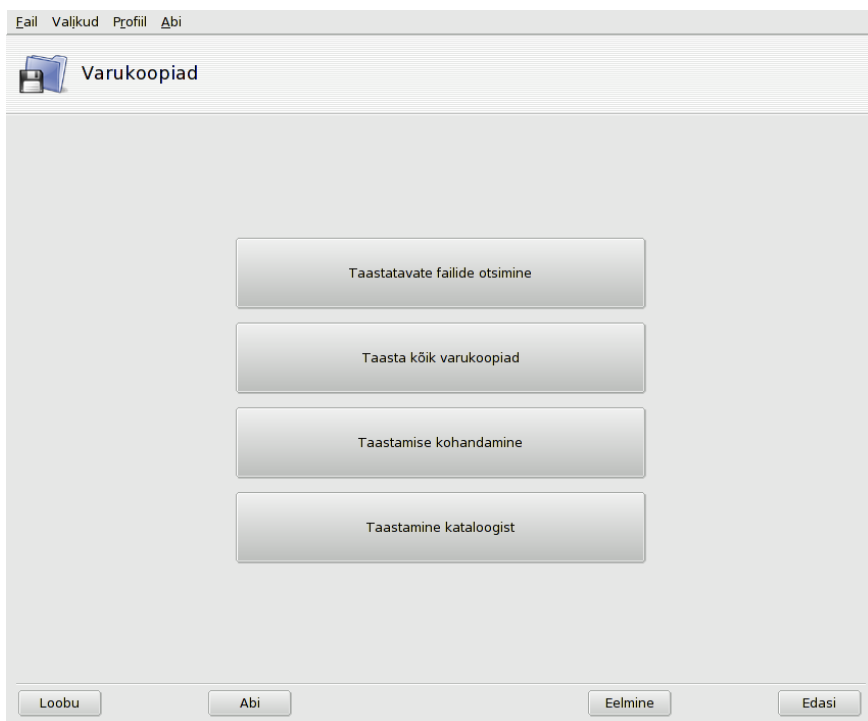 Fail Valikud Profiil Abi
Varukoopiad
Taastatavate failide otsimine
Taasta kõik varukoopiad
Taastamise kohandamine
Taastamine kataloogist
Loobu Abi Eelmine Edasi